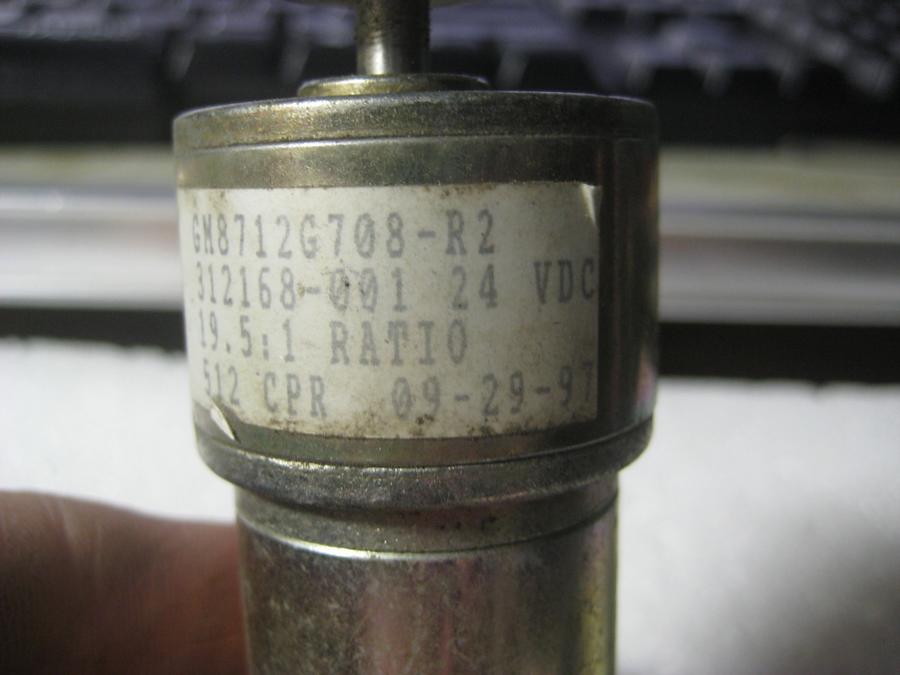 GM8712G708-R2
312168-001 24 VDC
19.5:1 RATIO
512 CPR 09-29-97